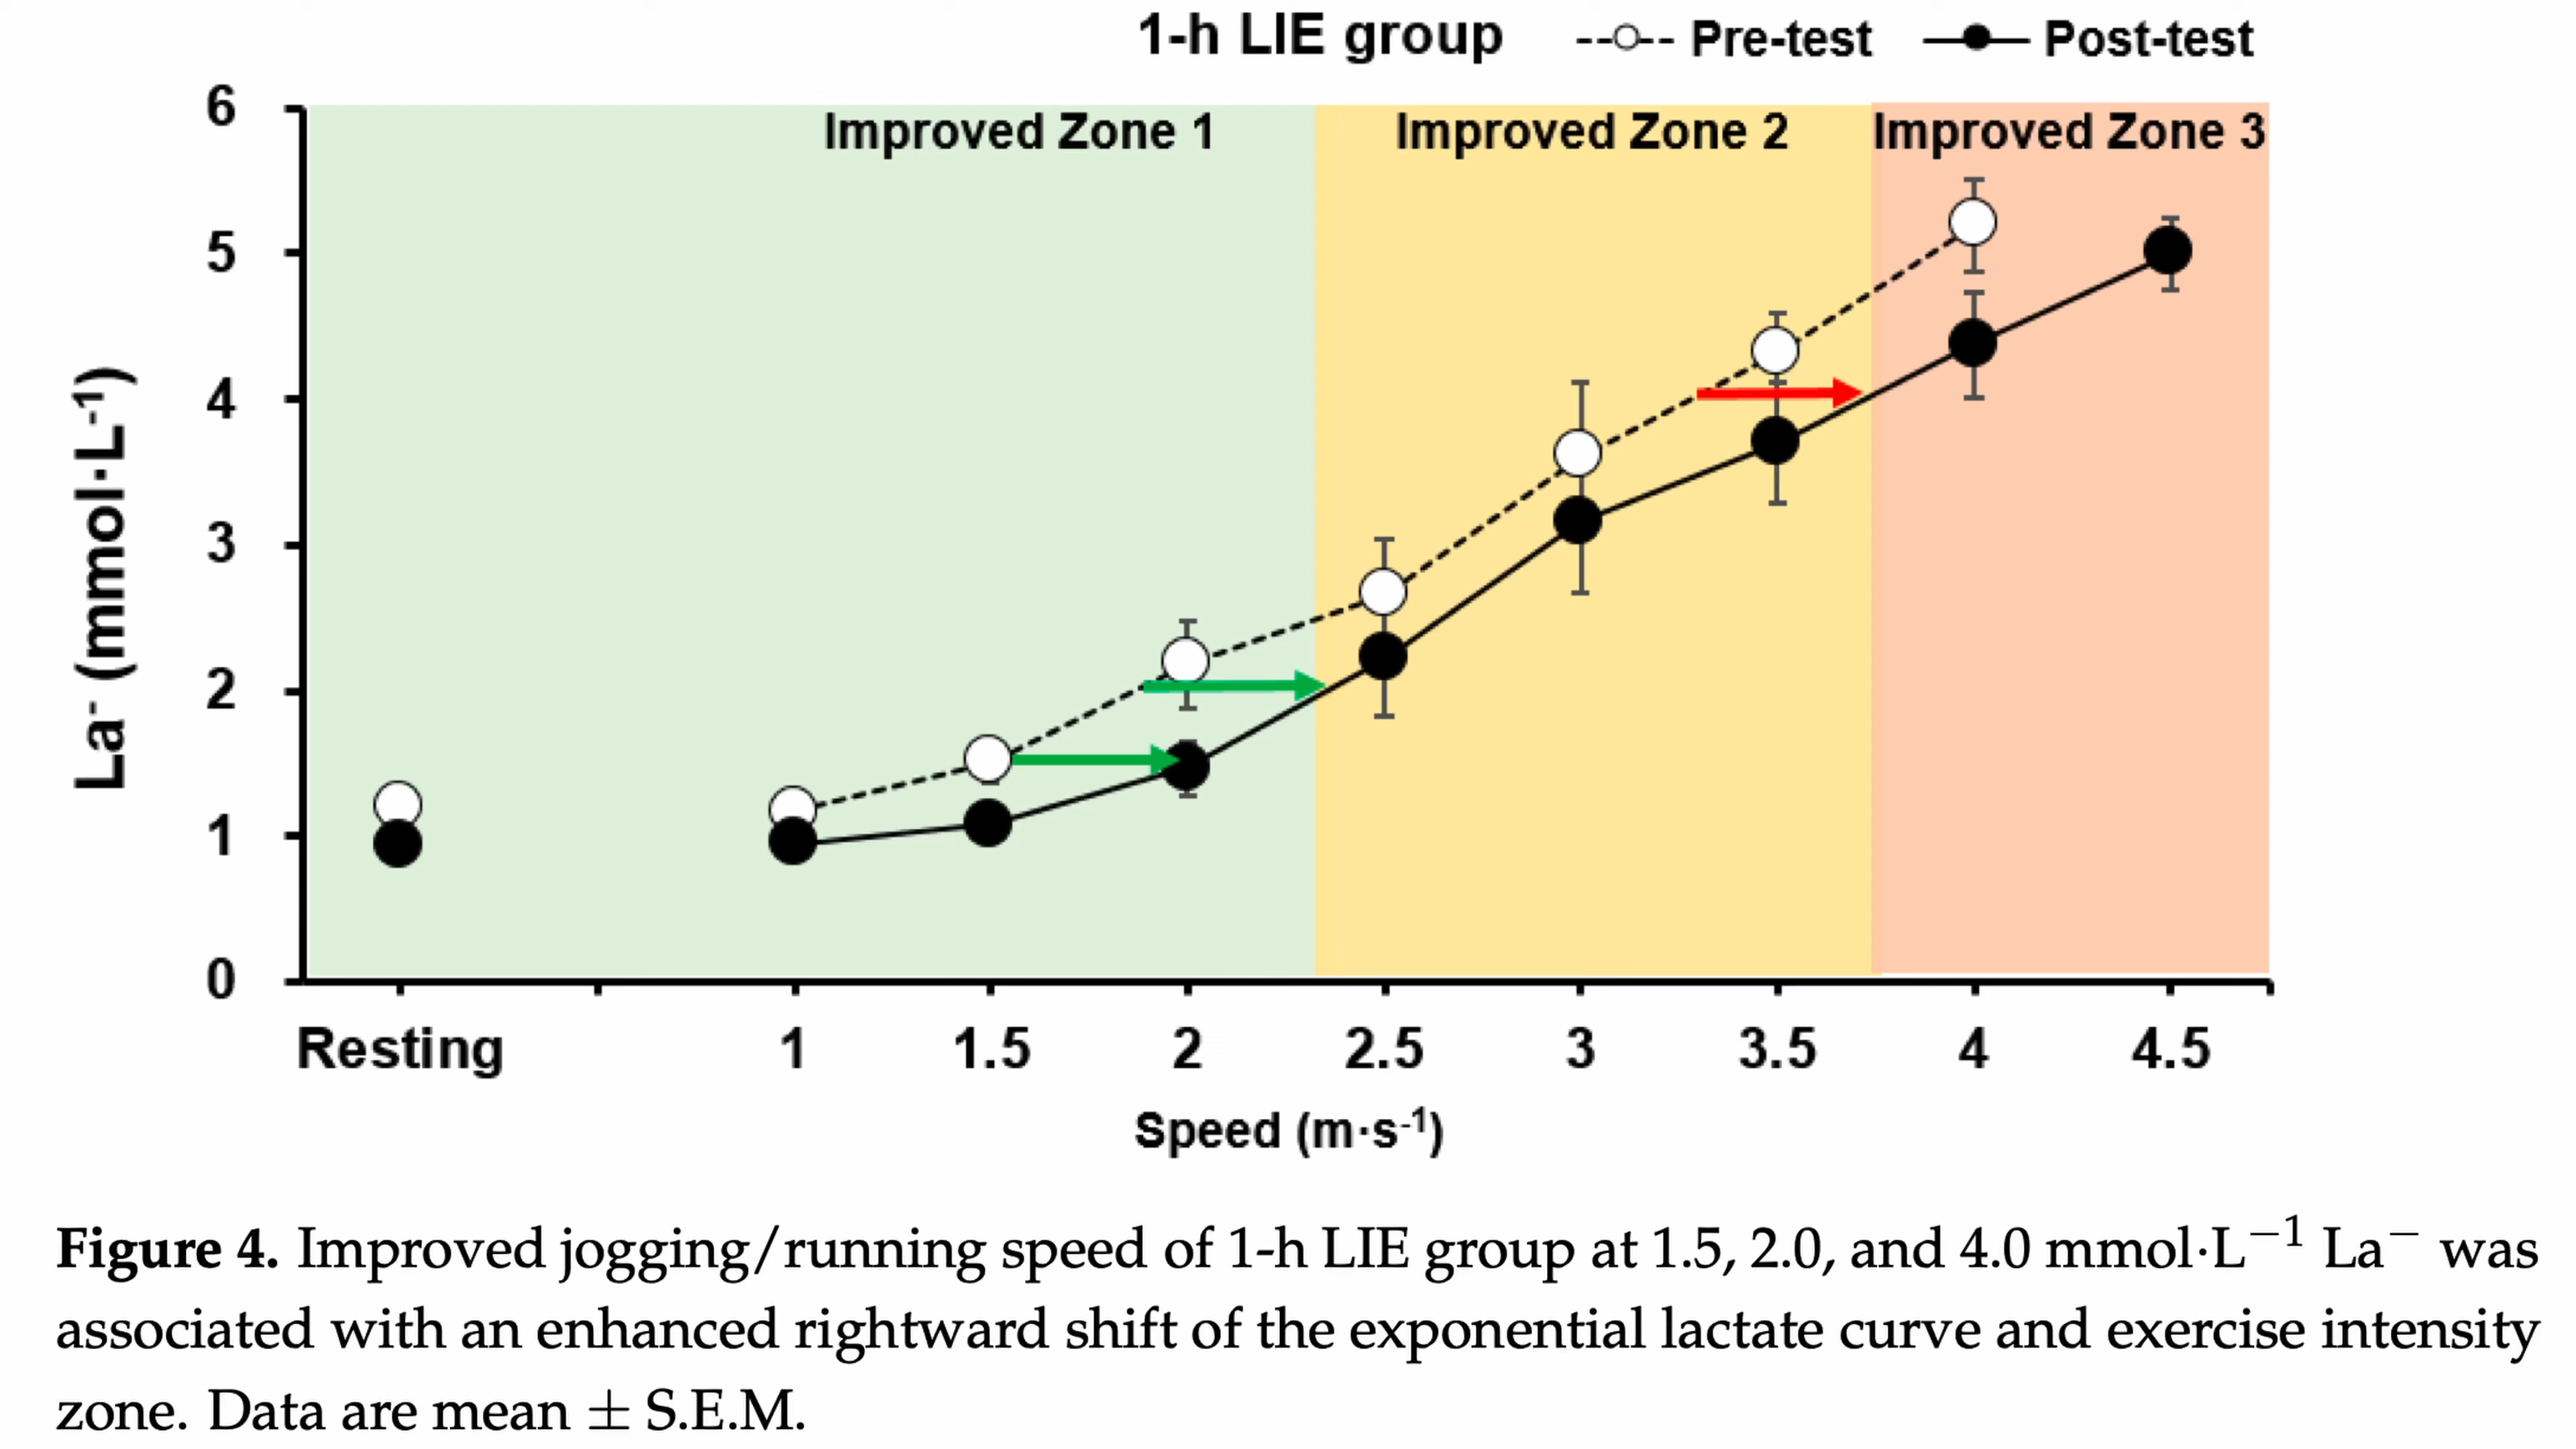 1-h LIE group --○-- Pre-test —●— Post-test
Improved Zone 1 Improved Zone 2 Improved Zone 3
6
5
4
3
2
1
0
La⁻ (mmol·L⁻¹)
Resting 1 1.5 2 2.5 3 3.5 4 4.5
Speed (m·s⁻¹)
Figure 4. Improved jogging/running speed of 1-h LIE group at 1.5, 2.0, and 4.0 mmol·L⁻¹ La⁻ was
associated with an enhanced rightward shift of the exponential lactate curve and exercise intensity
zone. Data are mean ± S.E.M.